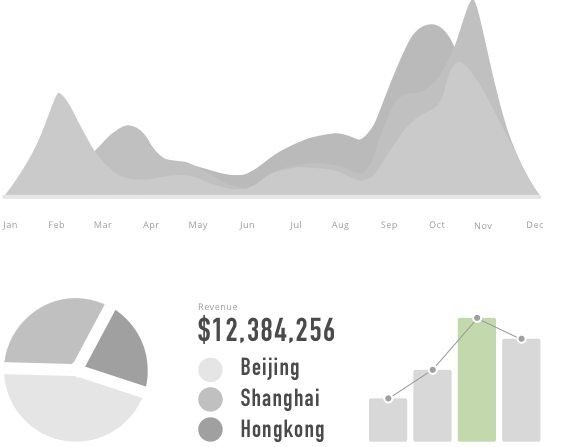 Jan Feb Mar Apr May Jun Jul Aug Sep Oct Nov Dec
Revenue
$12,384,256
Beijing
Shanghai
Hongkong